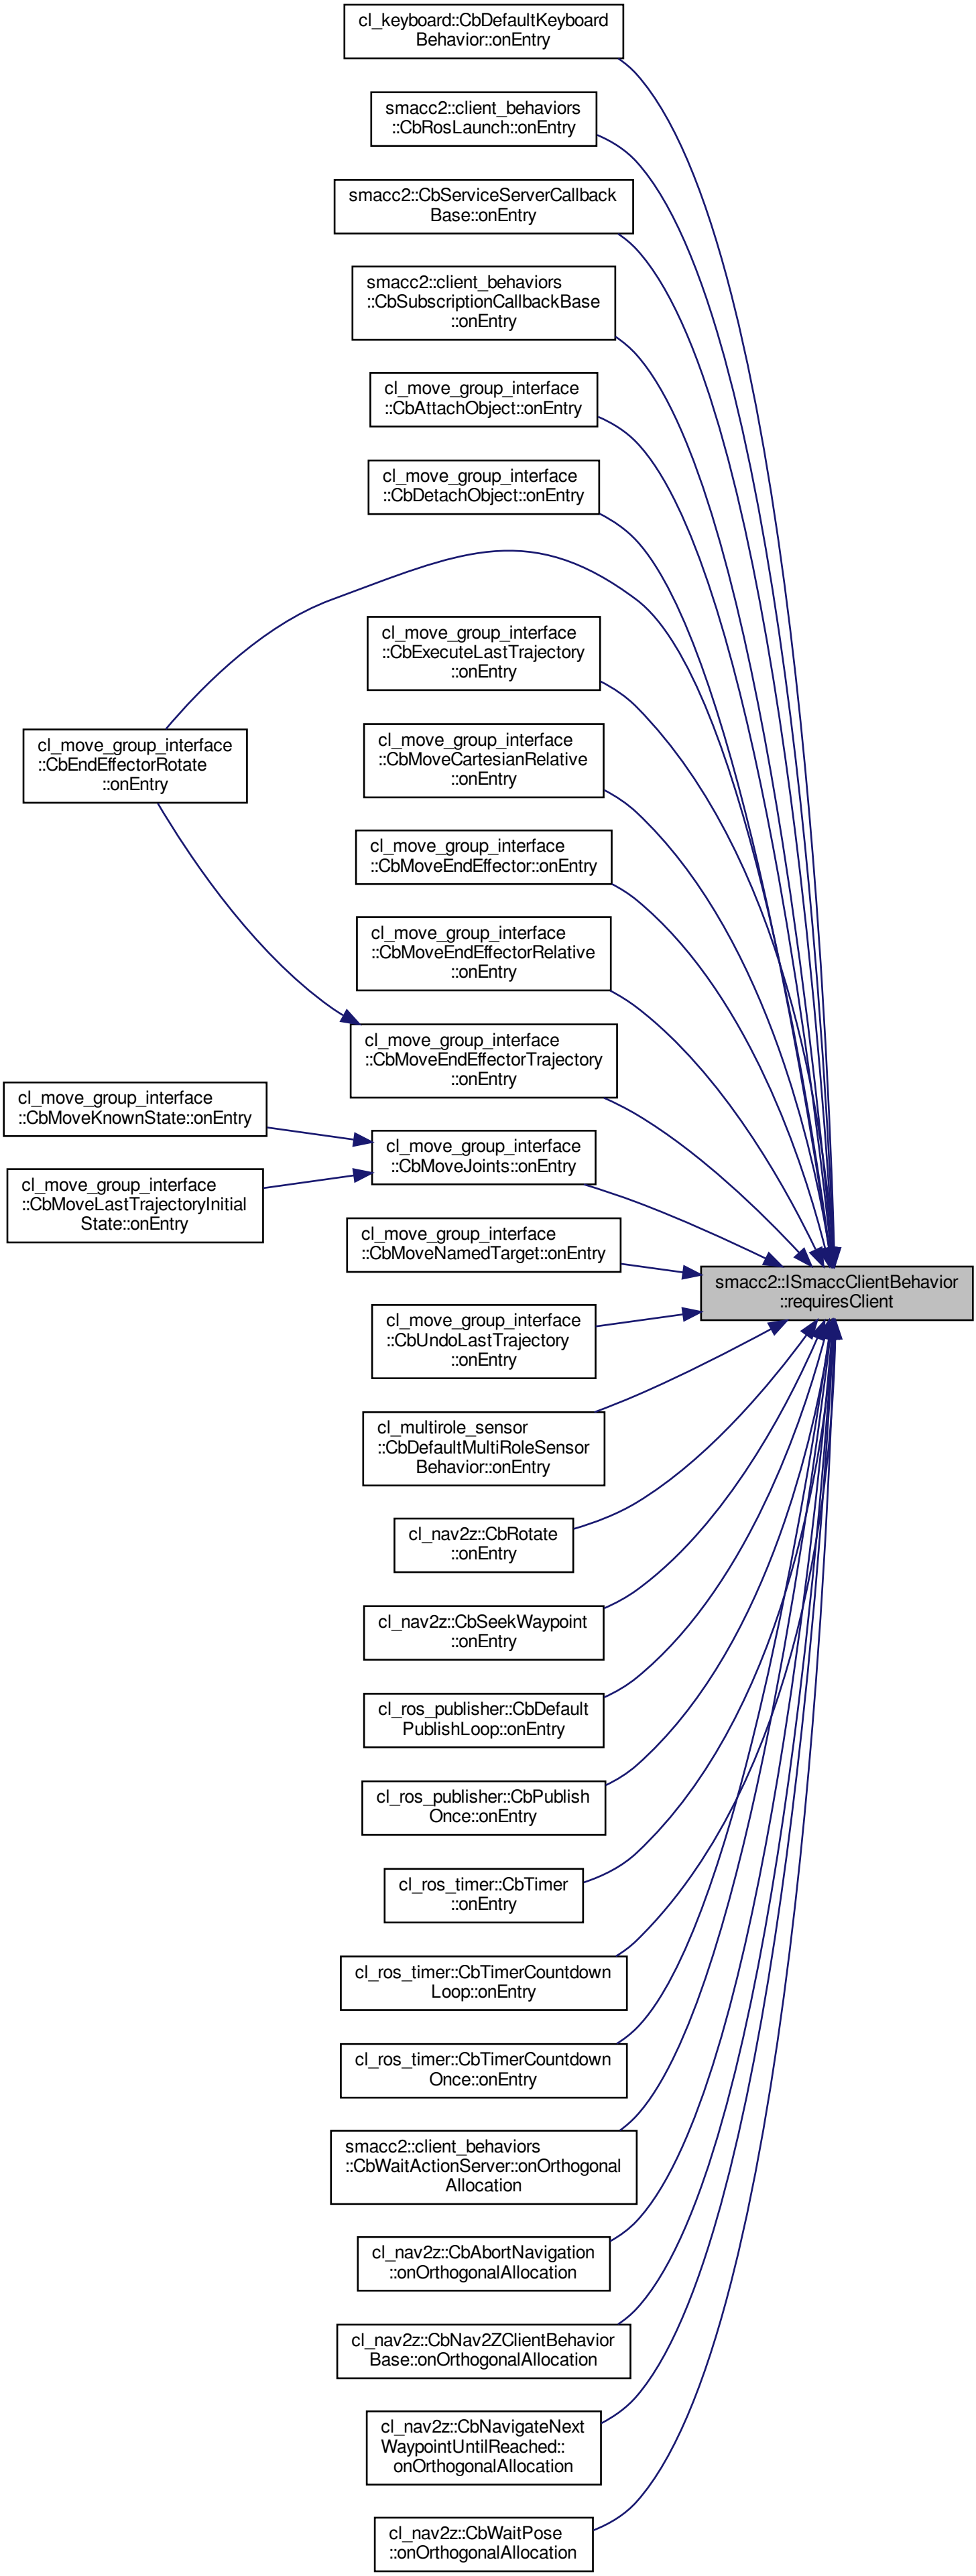 cl_keyboard::CbDefaultKeyboard
Behavior::onEntry
smacc2::client_behaviors
::CbRosLaunch::onEntry
smacc2::CbServiceServerCallback
Base::onEntry
smacc2::client_behaviors
::CbSubscriptionCallbackBase
::onEntry
cl_move_group_interface
::CbAttachObject::onEntry
cl_move_group_interface
::CbDetachObject::onEntry
cl_move_group_interface
::CbExecuteLastTrajectory
::onEntry
cl_move_group_interface
::CbEndEffectorRotate
::onEntry
cl_move_group_interface
::CbMoveCartesianRelative
::onEntry
cl_move_group_interface
::CbMoveEndEffector::onEntry
cl_move_group_interface
::CbMoveEndEffectorRelative
::onEntry
cl_move_group_interface
::CbMoveEndEffectorTrajectory
::onEntry
cl_move_group_interface
::CbMoveKnownState::onEntry
cl_move_group_interface
::CbMoveJoints::onEntry
cl_move_group_interface
::CbMoveLastTrajectoryInitial
State::onEntry
cl_move_group_interface
::CbMoveNamedTarget::onEntry
smacc2::ISmaccClientBehavior
::requiresClient
cl_move_group_interface
::CbUndoLastTrajectory
::onEntry
cl_multirole_sensor
::CbDefaultMultiRoleSensor
Behavior::onEntry
cl_nav2z::CbRotate
::onEntry
cl_nav2z::CbSeekWaypoint
::onEntry
cl_ros_publisher::CbDefault
PublishLoop::onEntry
cl_ros_publisher::CbPublish
Once::onEntry
cl_ros_timer::CbTimer
::onEntry
cl_ros_timer::CbTimerCountdown
Loop::onEntry
cl_ros_timer::CbTimerCountdown
Once::onEntry
smacc2::client_behaviors
::CbWaitActionServer::onOrthogonal
Allocation
cl_nav2z::CbAbortNavigation
::onOrthogonalAllocation
cl_nav2z::CbNav2ZClientBehavior
Base::onOrthogonalAllocation
cl_nav2z::CbNavigateNext
WaypointUntilReached::
onOrthogonalAllocation
cl_nav2z::CbWaitPose
::onOrthogonalAllocation